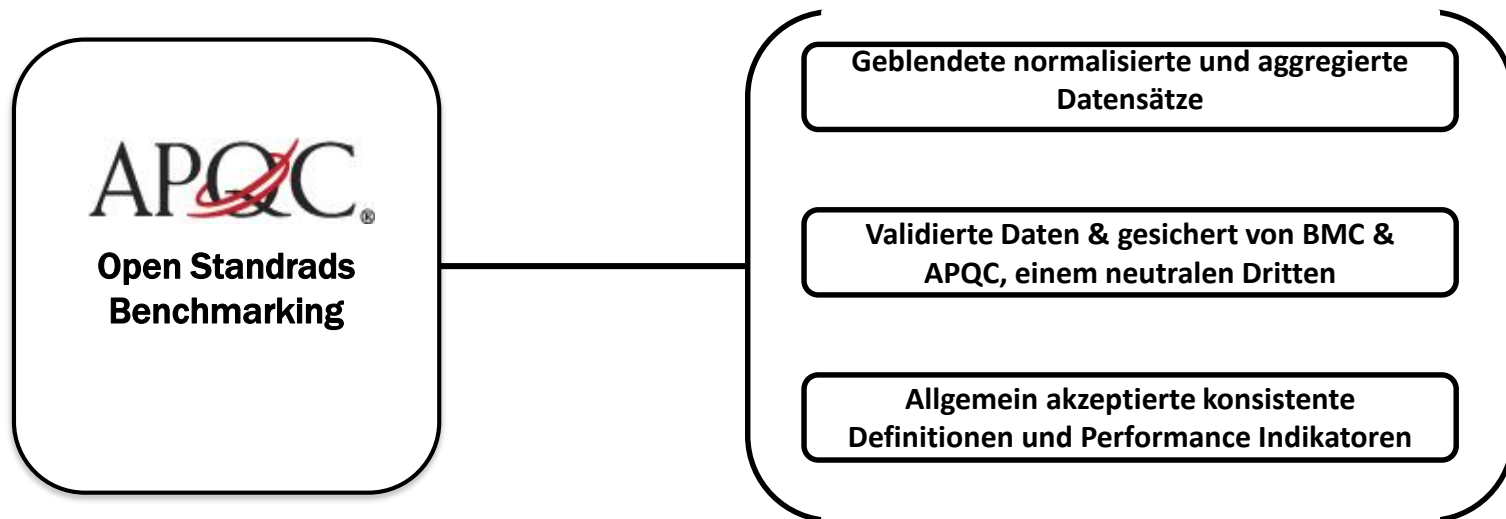 APQC®
Open Standrads
Benchmarking
Geblendete normalisierte und aggregierte
Datensätze
Validierte Daten & gesichert von BMC &
APQC, einem neutralen Dritten
Allgemein akzeptierte konsistente
Definitionen und Performance Indikatoren